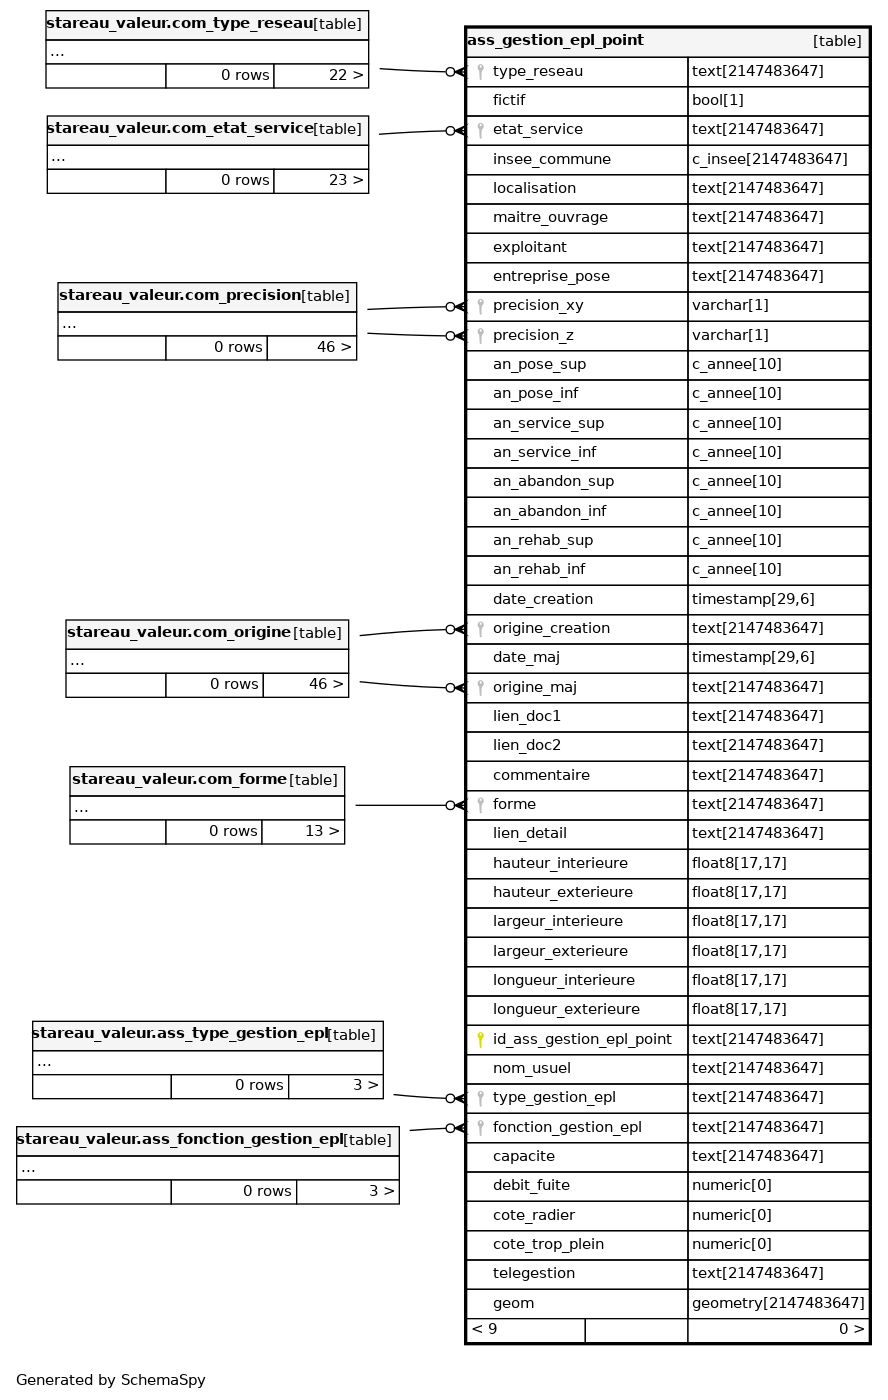 stareau_valeur.com_type_reseau[table]
...
0 rows 22 >
stareau_valeur.com_etat_service[table]
...
0 rows 23 >
stareau_valeur.com_precision[table]
...
0 rows 46 >
stareau_valeur.com_origine[table]
...
0 rows 46 >
stareau_valeur.com_forme[table]
...
0 rows 13 >
stareau_valeur.ass_type_gestion_epl[table]
...
0 rows 3 >
stareau_valeur.ass_fonction_gestion_epl[table]
...
0 rows 3 >
ass_gestion_epl_point [table]
type_reseau text[2147483647]
fictif bool[1]
etat_service text[2147483647]
insee_commune c_insee[2147483647]
localisation text[2147483647]
maitre_ouvrage text[2147483647]
exploitant text[2147483647]
entreprise_pose text[2147483647]
precision_xy varchar[1]
precision_z varchar[1]
an_pose_sup c_annee[10]
an_pose_inf c_annee[10]
an_service_sup c_annee[10]
an_service_inf c_annee[10]
an_abandon_sup c_annee[10]
an_abandon_inf c_annee[10]
an_rehab_sup c_annee[10]
an_rehab_inf c_annee[10]
date_creation timestamp[29,6]
origine_creation text[2147483647]
date_maj timestamp[29,6]
origine_maj text[2147483647]
lien_doc1 text[2147483647]
lien_doc2 text[2147483647]
commentaire text[2147483647]
forme text[2147483647]
lien_detail text[2147483647]
hauteur_interieure float8[17,17]
hauteur_exterieure float8[17,17]
largeur_interieure float8[17,17]
largeur_exterieure float8[17,17]
longueur_interieure float8[17,17]
longueur_exterieure float8[17,17]
id_ass_gestion_epl_point text[2147483647]
nom_usuel text[2147483647]
type_gestion_epl text[2147483647]
fonction_gestion_epl text[2147483647]
capacite text[2147483647]
debit_fuite numeric[0]
cote_radier numeric[0]
cote_trop_plein numeric[0]
telegestion text[2147483647]
geom geometry[2147483647]
< 9 0 >
Generated by SchemaSpy